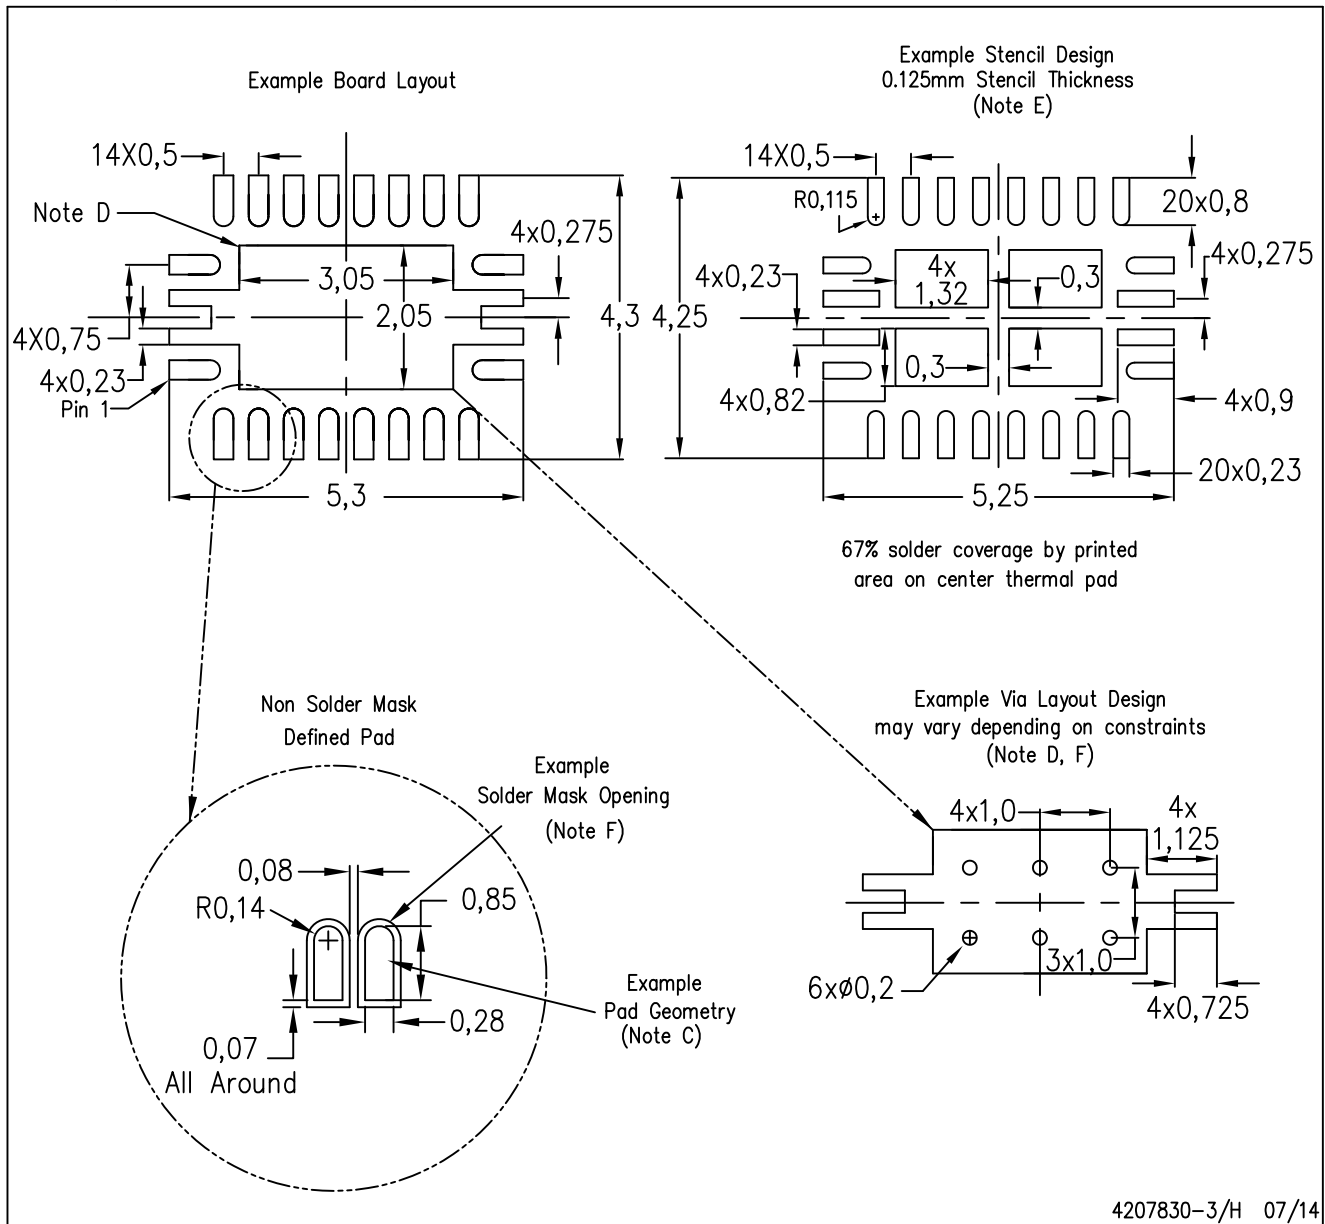 Example Board Layout
14X0,5
Note D
4x0,275
3,05
2,05
4,3
4X0,75
4x0,23
Pin 1
5,3
Example Stencil Design
0.125mm Stencil Thickness
(Note E)
14X0,5
R0,115
20x0,8
4x0,23
4x
1,32
0,3
4x0,275
4,25
0,3
4x0,82
4x0,9
20x0,23
5,25
67% solder coverage by printed
area on center thermal pad
Non Solder Mask
Defined Pad
Example
Solder Mask Opening
(Note F)
0,08
R0,14
0,85
Example
Pad Geometry
(Note C)
0,28
0,07
All Around
Example Via Layout Design
may vary depending on constraints
(Note D, F)
4x1,0
4x
1,125
3x1,0
6xø0,2
4x0,725
4207830-3/H 07/14